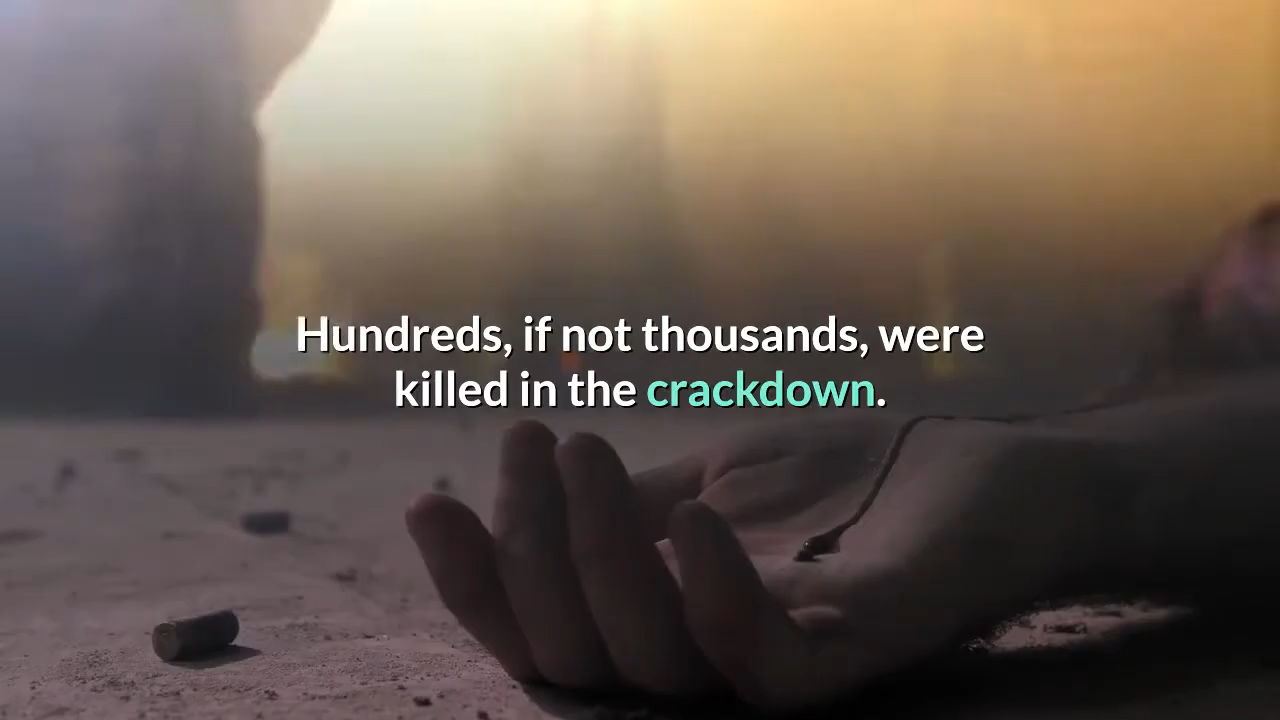 Hundreds, if not thousands, were
killed in the crackdown.